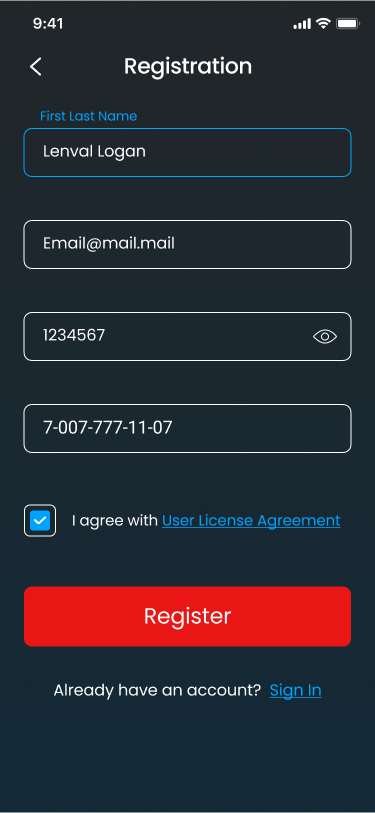 9:41
Registration
First Last Name
Lenval Logan
Email@mail.mail
1234567
7-007-777-11-07
I agree with User License Agreement
Register
Already have an account? Sign In